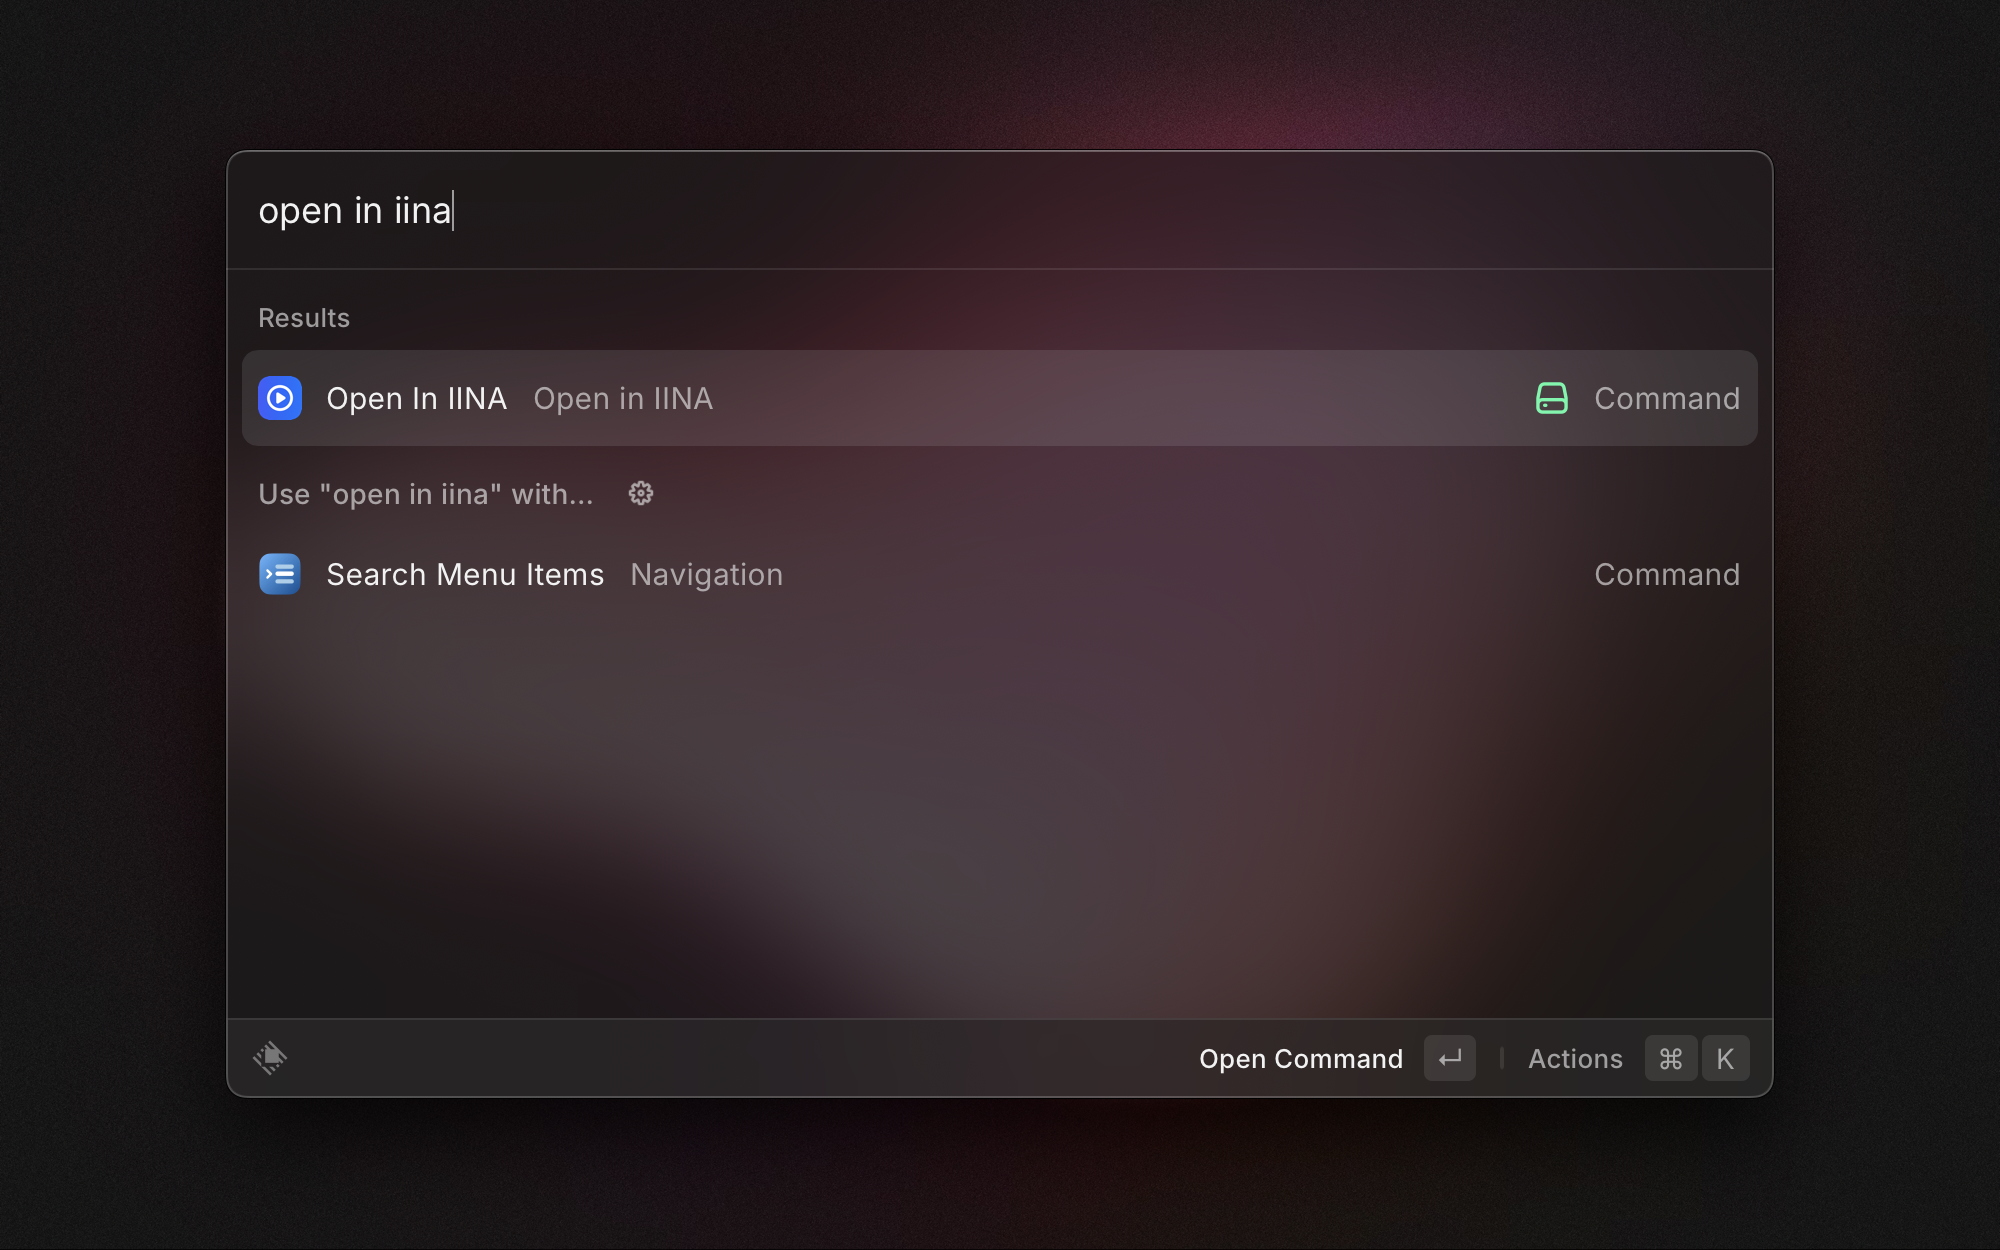 open in iina
Results
Open In IINA Open in IINA Command
Use "open in iina" with...
Search Menu Items Navigation Command
Open Command ↵ Actions ⌘ K